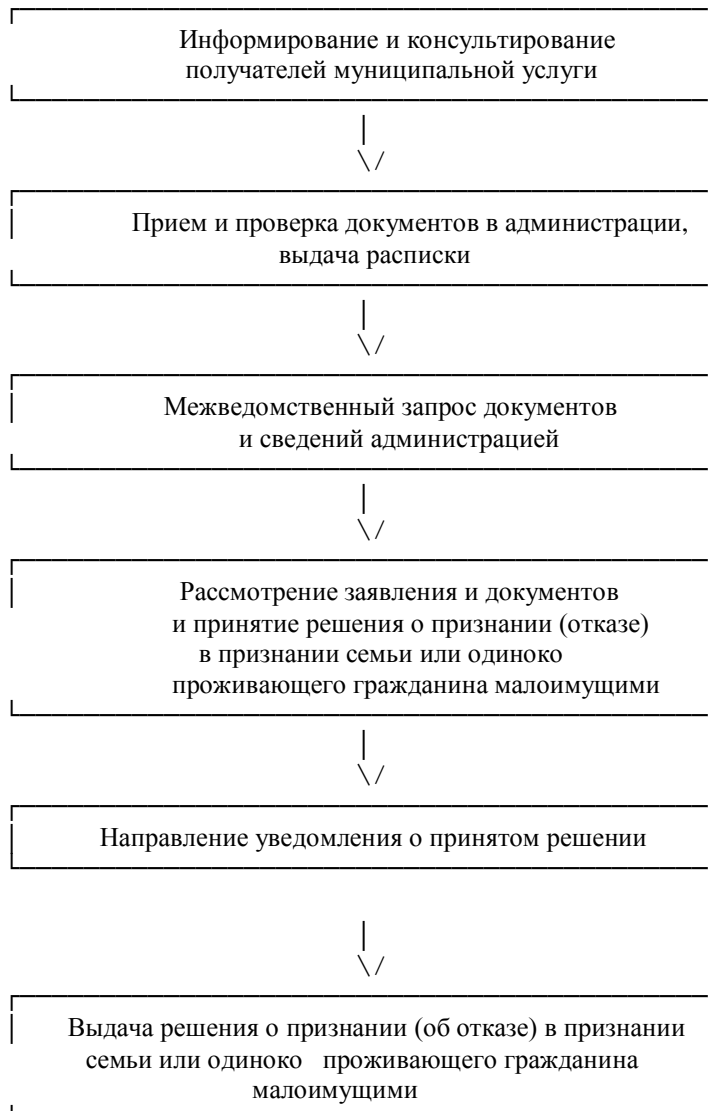 Информирование и консультирование
получателей муниципальной услуги
Прием и проверка документов в администрации,
выдача расписки
Межведомственный запрос документов
и сведений администрацией
Рассмотрение заявления и документов
и принятие решения о признании (отказе)
в признании семьи или одиноко
проживающего гражданина малоимущими
Направление уведомления о принятом решении
Выдача решения о признании (об отказе) в признании
семьи или одиноко проживающего гражданина
малоимущими